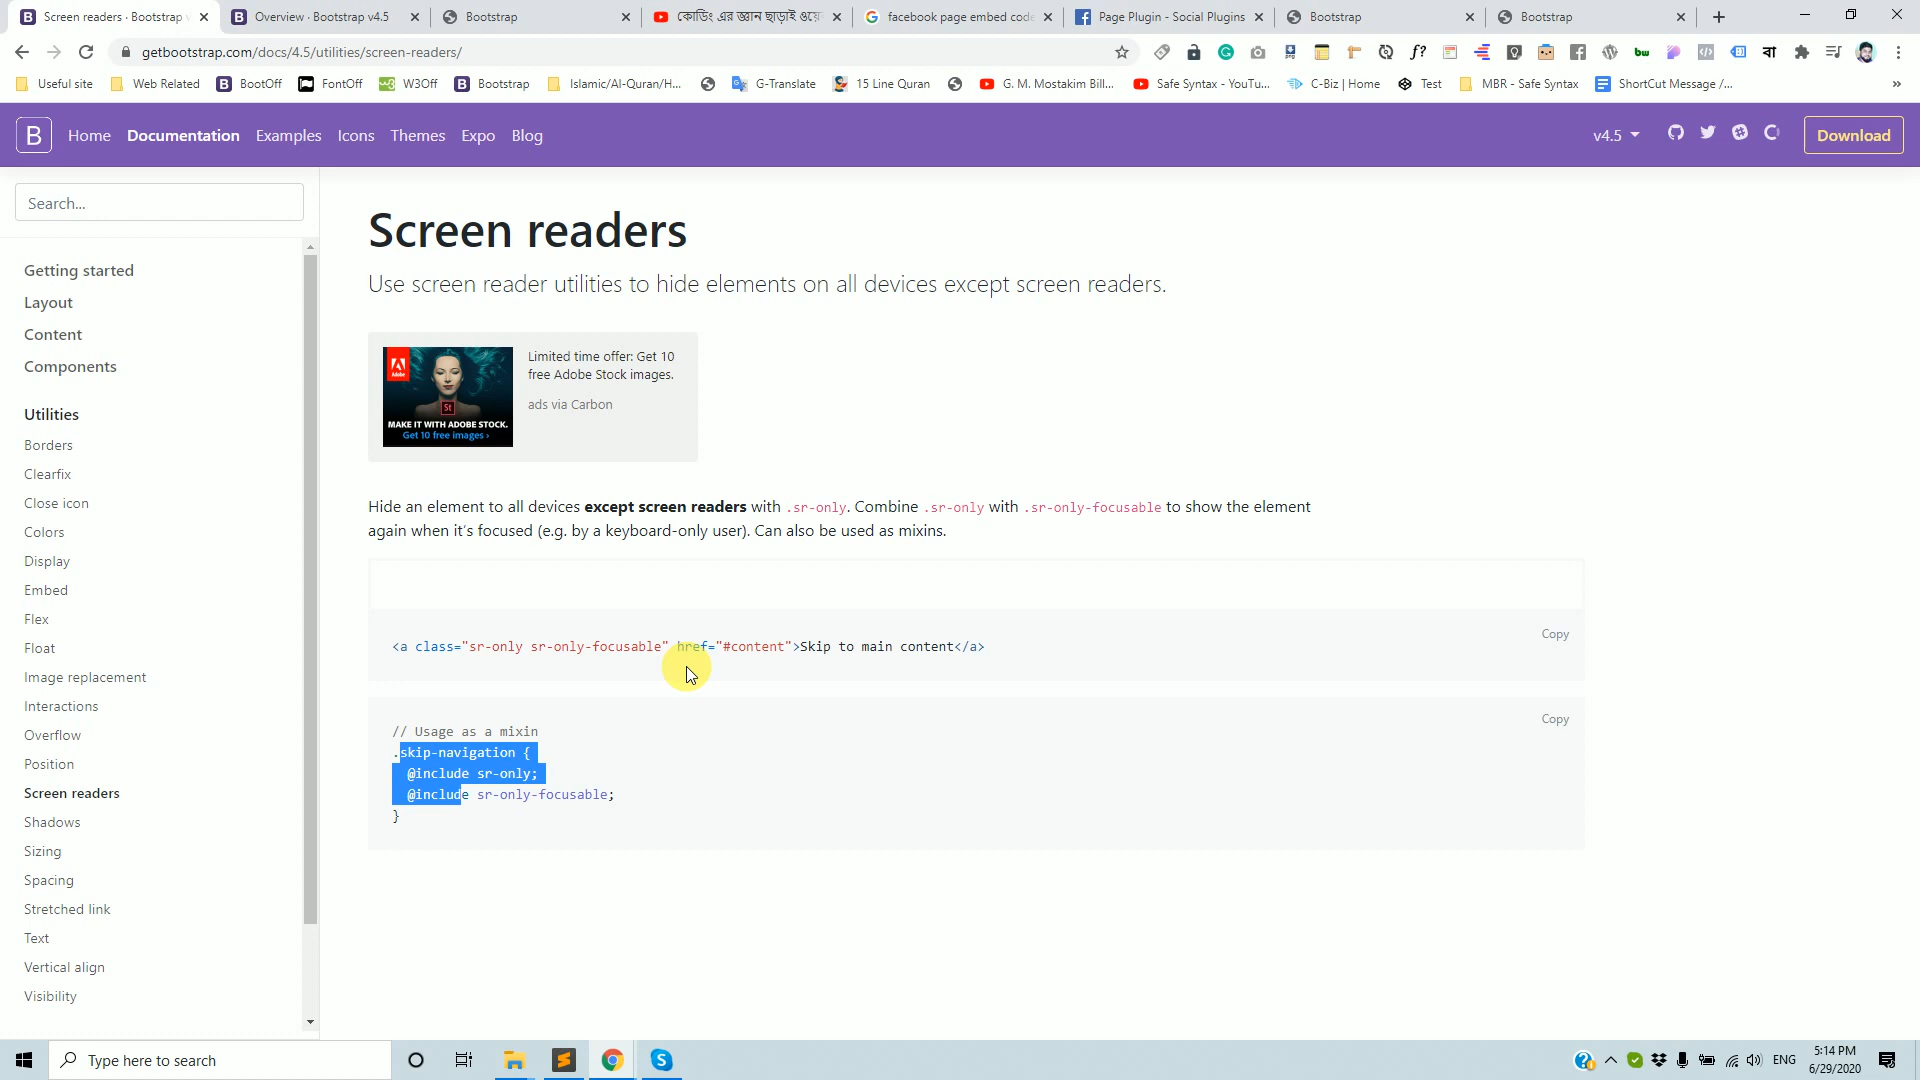 Screen readers · Bootstrap
Overview · Bootstrap v4.5
Bootstrap
কোডিং এর জ্ঞান ছাড়াই ওয়ে
facebook page embed code
Page Plugin - Social Plugins
Bootstrap
Bootstrap
getbootstrap.com/docs/4.5/utilities/screen-readers/
Useful site
Web Related
BootOff
FontOff
W3Off
Bootstrap
Islamic/Al-Quran/H...
G-Translate
15 Line Quran
G. M. Mostakim Bill...
Safe Syntax - YouTu...
C-Biz | Home
Test
MBR - Safe Syntax
ShortCut Message /...
B
Home
Documentation
Examples
Icons
Themes
Expo
Blog
v4.5
Download
Search...
Getting started
Layout
Content
Components
Utilities
Borders
Clearfix
Close icon
Colors
Display
Embed
Flex
Float
Image replacement
Interactions
Overflow
Position
Screen readers
Shadows
Sizing
Spacing
Stretched link
Text
Vertical align
Visibility
Screen readers
Use screen reader utilities to hide elements on all devices except screen readers.
Adobe
St
MAKE IT WITH ADOBE STOCK.
Get 10 free images ›
Limited time offer: Get 10
free Adobe Stock images.
ads via Carbon
Hide an element to all devices except screen readers with .sr-only. Combine .sr-only with .sr-only-focusable to show the element
again when it's focused (e.g. by a keyboard-only user). Can also be used as mixins.
Copy
<a class="sr-only sr-only-focusable" href="#content">Skip to main content</a>
Copy
// Usage as a mixin
.skip-navigation {
@include sr-only;
@include sr-only-focusable;
}
Type here to search
ENG
5:14 PM
6/29/2020